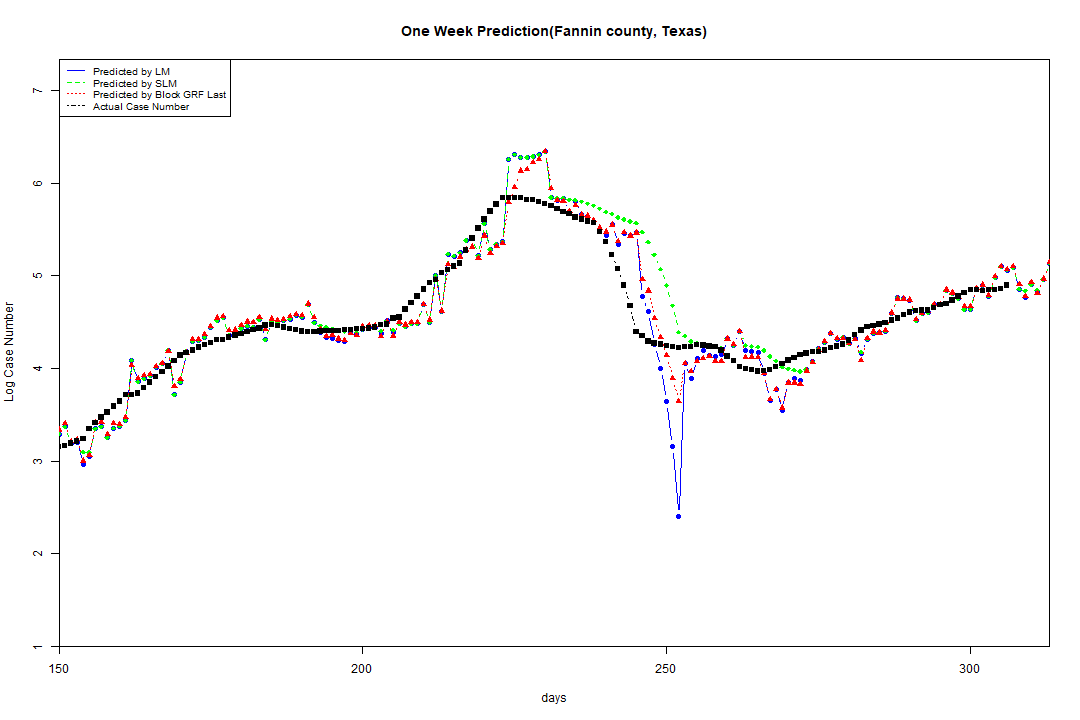 One Week Prediction(Fannin county, Texas)
Predicted by LM
Predicted by SLM
Predicted by Block GRF Last
Actual Case Number
7
6
5
4
3
2
1
Log Case Number
150
200
250
300
days